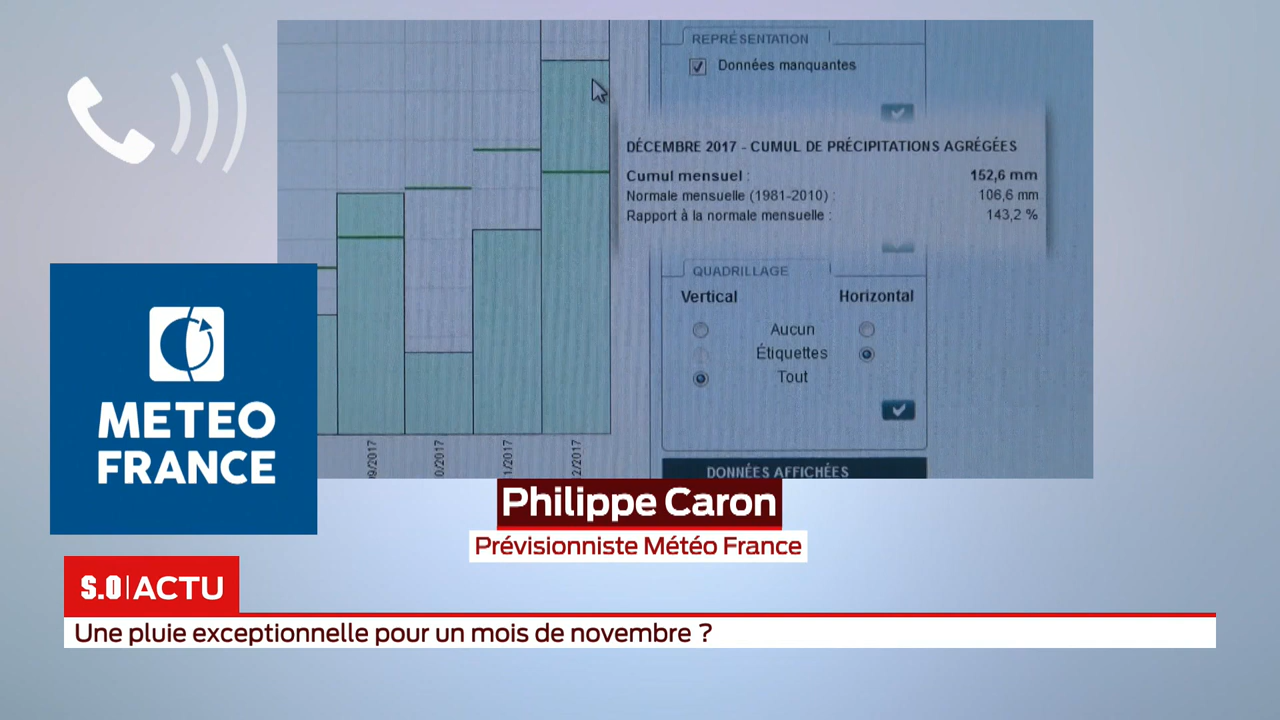 REPRÉSENTATION
Données manquantes
DÉCEMBRE 2017 - CUMUL DE PRÉCIPITATIONS AGRÉGÉES
Cumul mensuel : 152,6 mm
Normale mensuelle (1981-2010) : 106,6 mm
Rapport à la normale mensuelle : 143,2 %
QUADRILLAGE
Vertical Horizontal
Aucun
Étiquettes
Tout
DONNÉES AFFICHÉES
METEO
FRANCE
Philippe Caron
Prévisionniste Météo France
S.O|ACTU
Une pluie exceptionnelle pour un mois de novembre ?